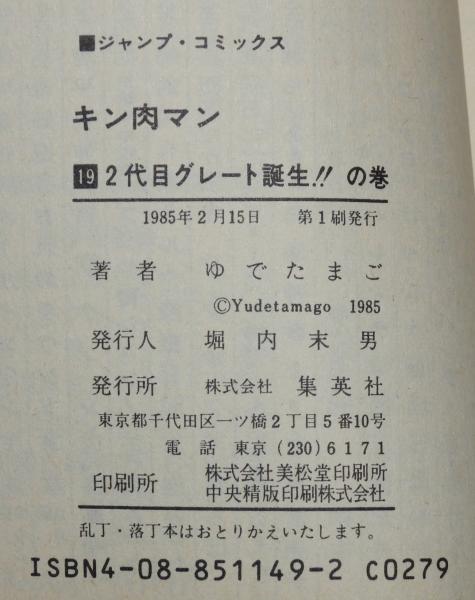 ジャンプ・コミックス
キン肉マン
19 2代目グレート誕生!! の巻
1985年2月15日 第1刷発行
著者 ゆでたまご
©Yudetamago 1985
発行人 堀内末男
発行所 株式会社 集英社
東京都千代田区一ツ橋2丁目5番10号
電話 東京(230)6171
印刷所 株式会社美松堂印刷所
中央精版印刷株式会社
乱丁・落丁本はおとりかえいたします。
ISBN4-08-851149-2 C0279